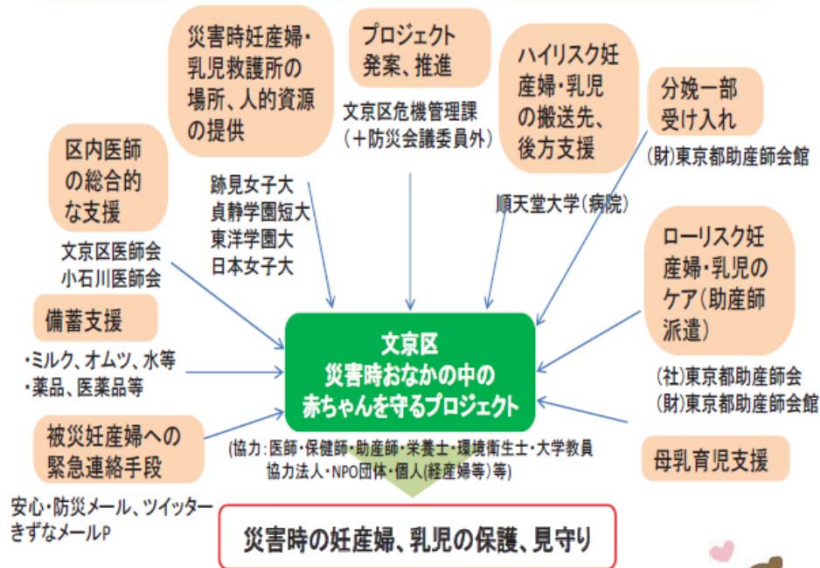 災害時妊産婦・
乳児救護所の
場所、人的資源
の提供
跡見女子大
貞静学園短大
東洋学園大
日本女子大
プロジェクト
発案、推進
文京区危機管理課
(+防災会議委員外)
ハイリスク妊
産婦・乳児
の搬送先、
後方支援
順天堂大学(病院)
分娩一部
受け入れ
(財)東京都助産師会館
区内医師
の総合的
な支援
文京区医師会
小石川医師会
ローリスク妊
産婦・乳児の
ケア(助産師
派遣)
(社)東京都助産師会
(財)東京都助産師会館
備蓄支援
・ミルク、オムツ、水等
・薬品、医薬品等
文京区
災害時おなかの中の
赤ちゃんを守るプロジェクト
被災妊産婦への
緊急連絡手段
安心・防災メール、ツイッター
きずなメールP
(協力:医師・保健師・助産師・栄養士・環境衛生士・大学教員
協力法人・NPO団体・個人(経産婦等)等)
母乳育児支援
災害時の妊産婦、乳児の保護、見守り